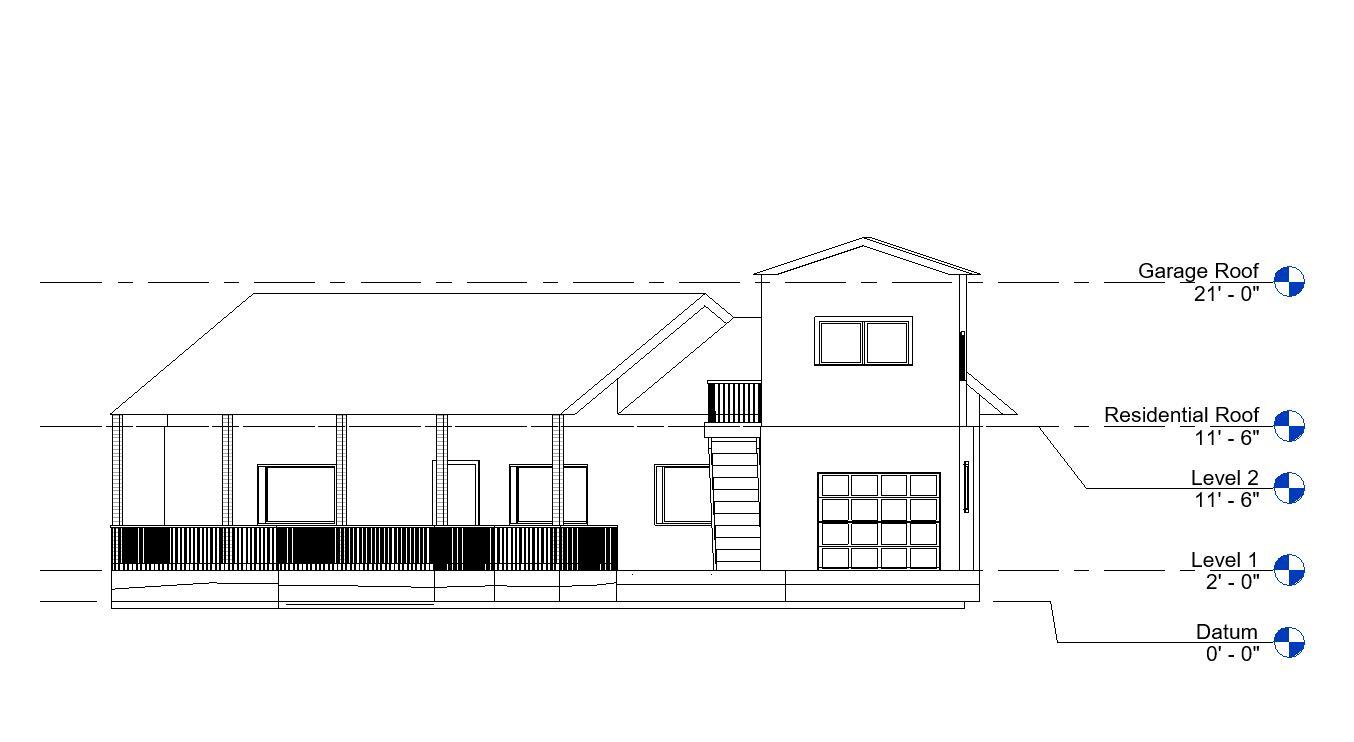 Garage Roof
21' - 0"
Residential Roof
11' - 6"
Level 2
11' - 6"
Level 1
2' - 0"
Datum
0' - 0"